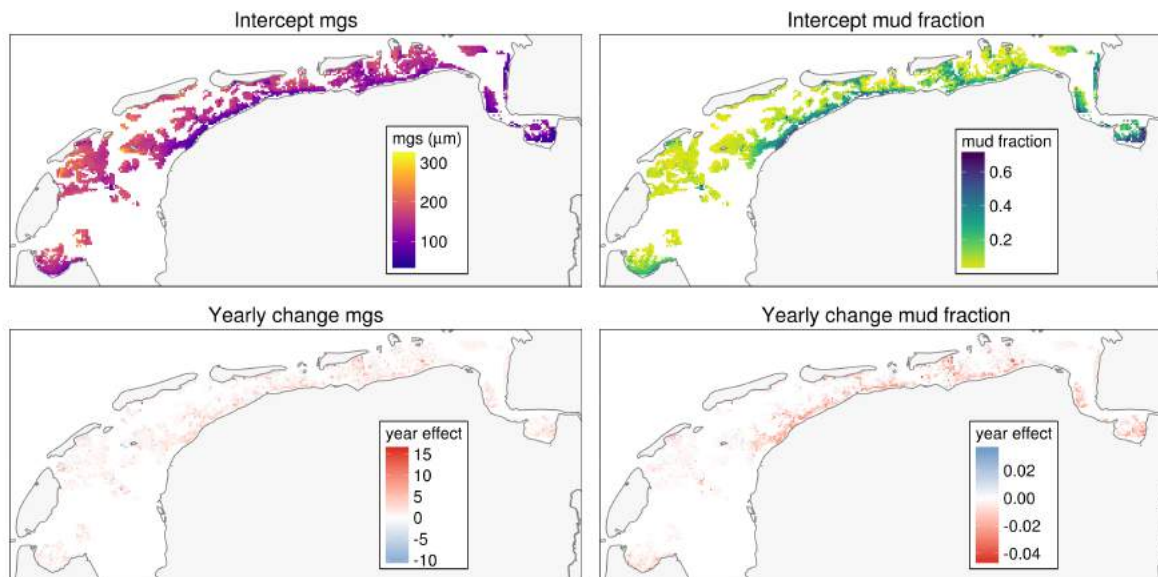 Intercept mgs
Intercept mud fraction
mgs (μm)
300
200
100
mud fraction
0.6
0.4
0.2
Yearly change mgs
Yearly change mud fraction
year effect
15
10
5
0
-5
-10
year effect
0.02
0.00
-0.02
-0.04